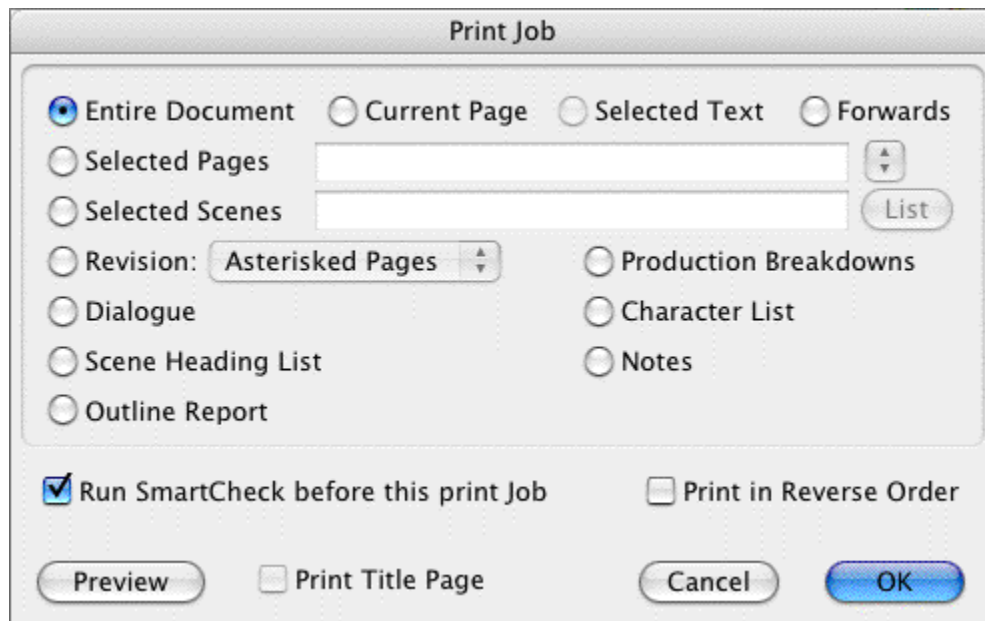 Print Job
Entire Document Current Page Selected Text Forwards
Selected Pages
Selected Scenes List
Revision: Asterisked Pages Production Breakdowns
Dialogue Character List
Scene Heading List Notes
Outline Report
Run SmartCheck before this print Job Print in Reverse Order
Preview Print Title Page Cancel OK